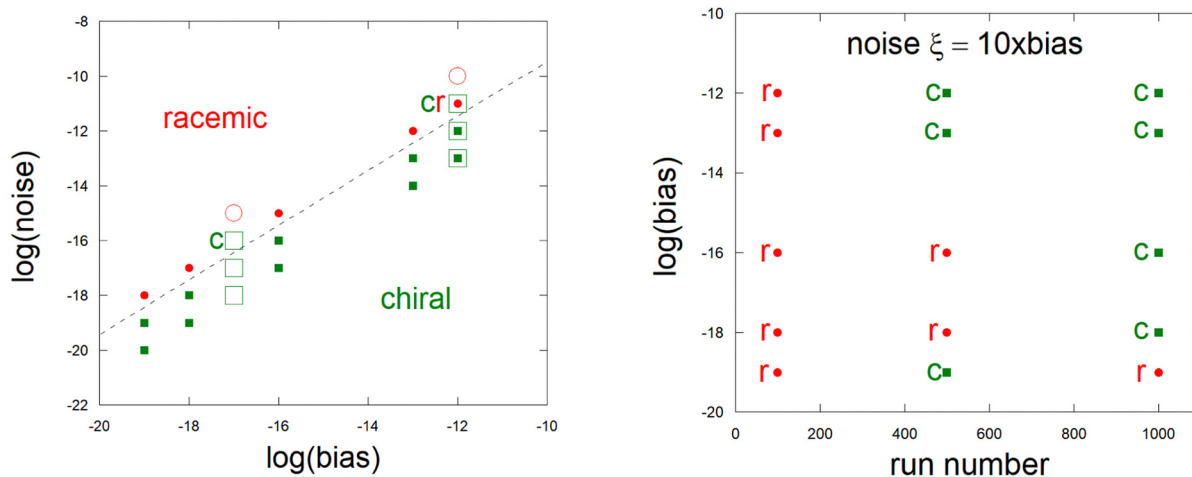 -8
-10
-12
-14
-16
-18
-20
-22
log(noise)
racemic
cr
c
chiral
-20
-18
-16
-14
-12
-10
log(bias)
-10
-12
-14
-16
-18
-20
log(bias)
noise ξ = 10xbias
r c c
r c c
r r c
r r c
r c r
0
200
400
600
800
1000
run number